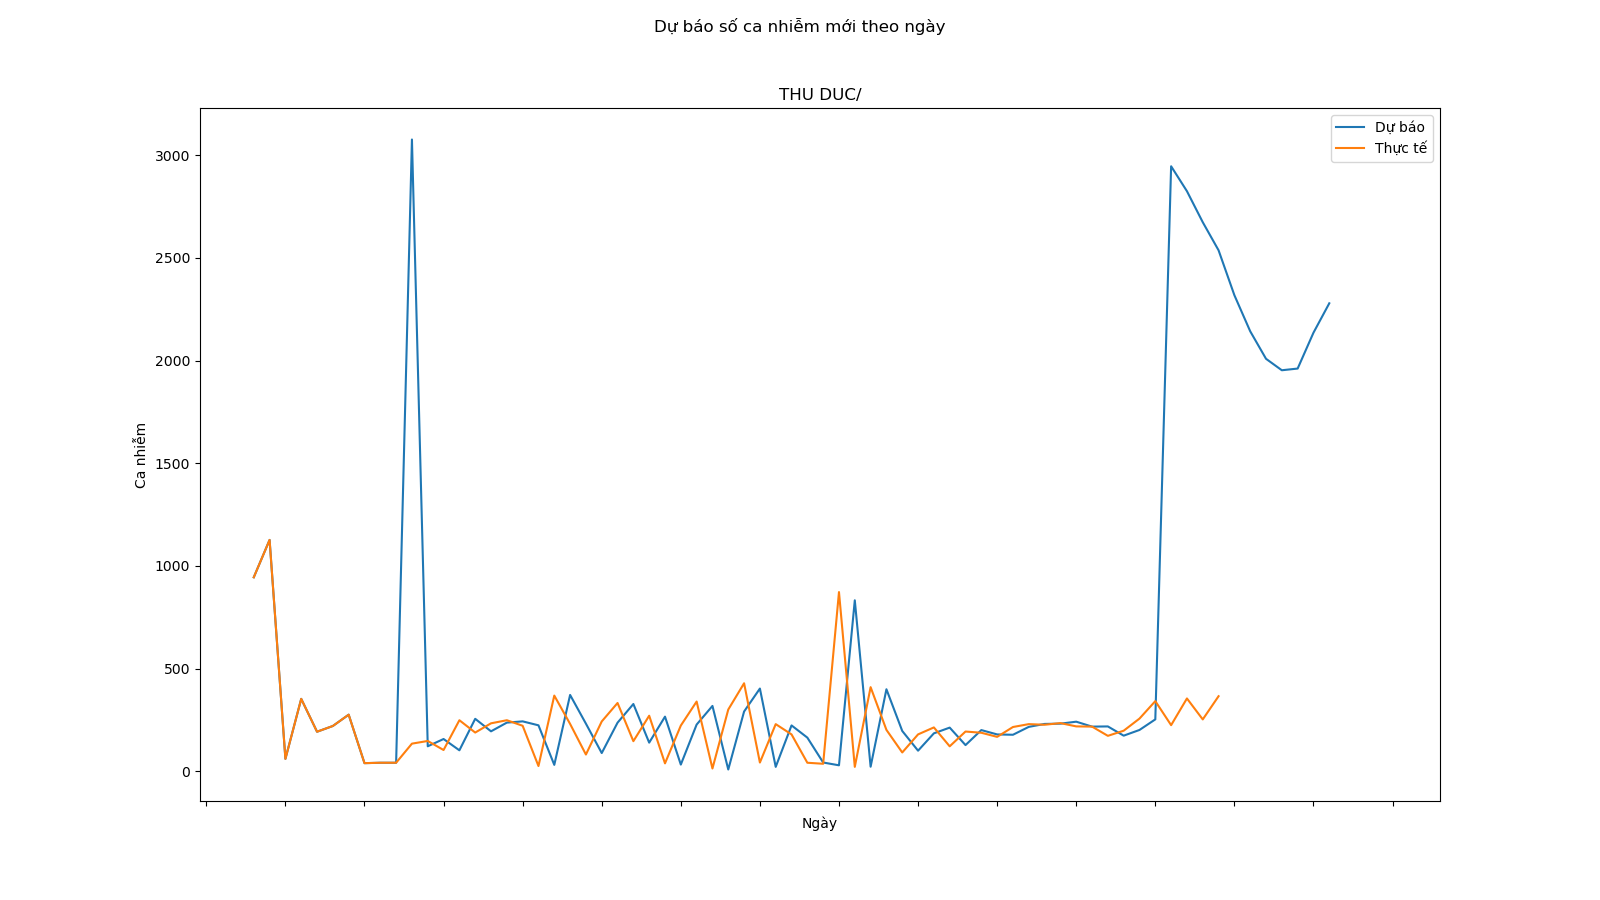 Dự báo số ca nhiễm mới theo ngày
THU DUC/
Dự báo
Thực tế
3000
2500
2000
1500
1000
500
0
Ca nhiễm
Ngày